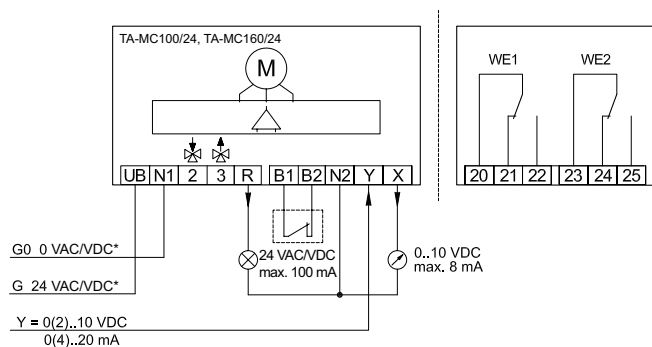 TA-MC100/24, TA-MC160/24
M
WE1 WE2
UB N1 2 3 R B1 B2 N2 Y X
20 21 22 23 24 25
G0 0 VAC/VDC*
24 VAC/VDC
max. 100 mA
0..10 VDC
max. 8 mA
G 24 VAC/VDC*
Y = 0(2)..10 VDC
0(4)..20 mA